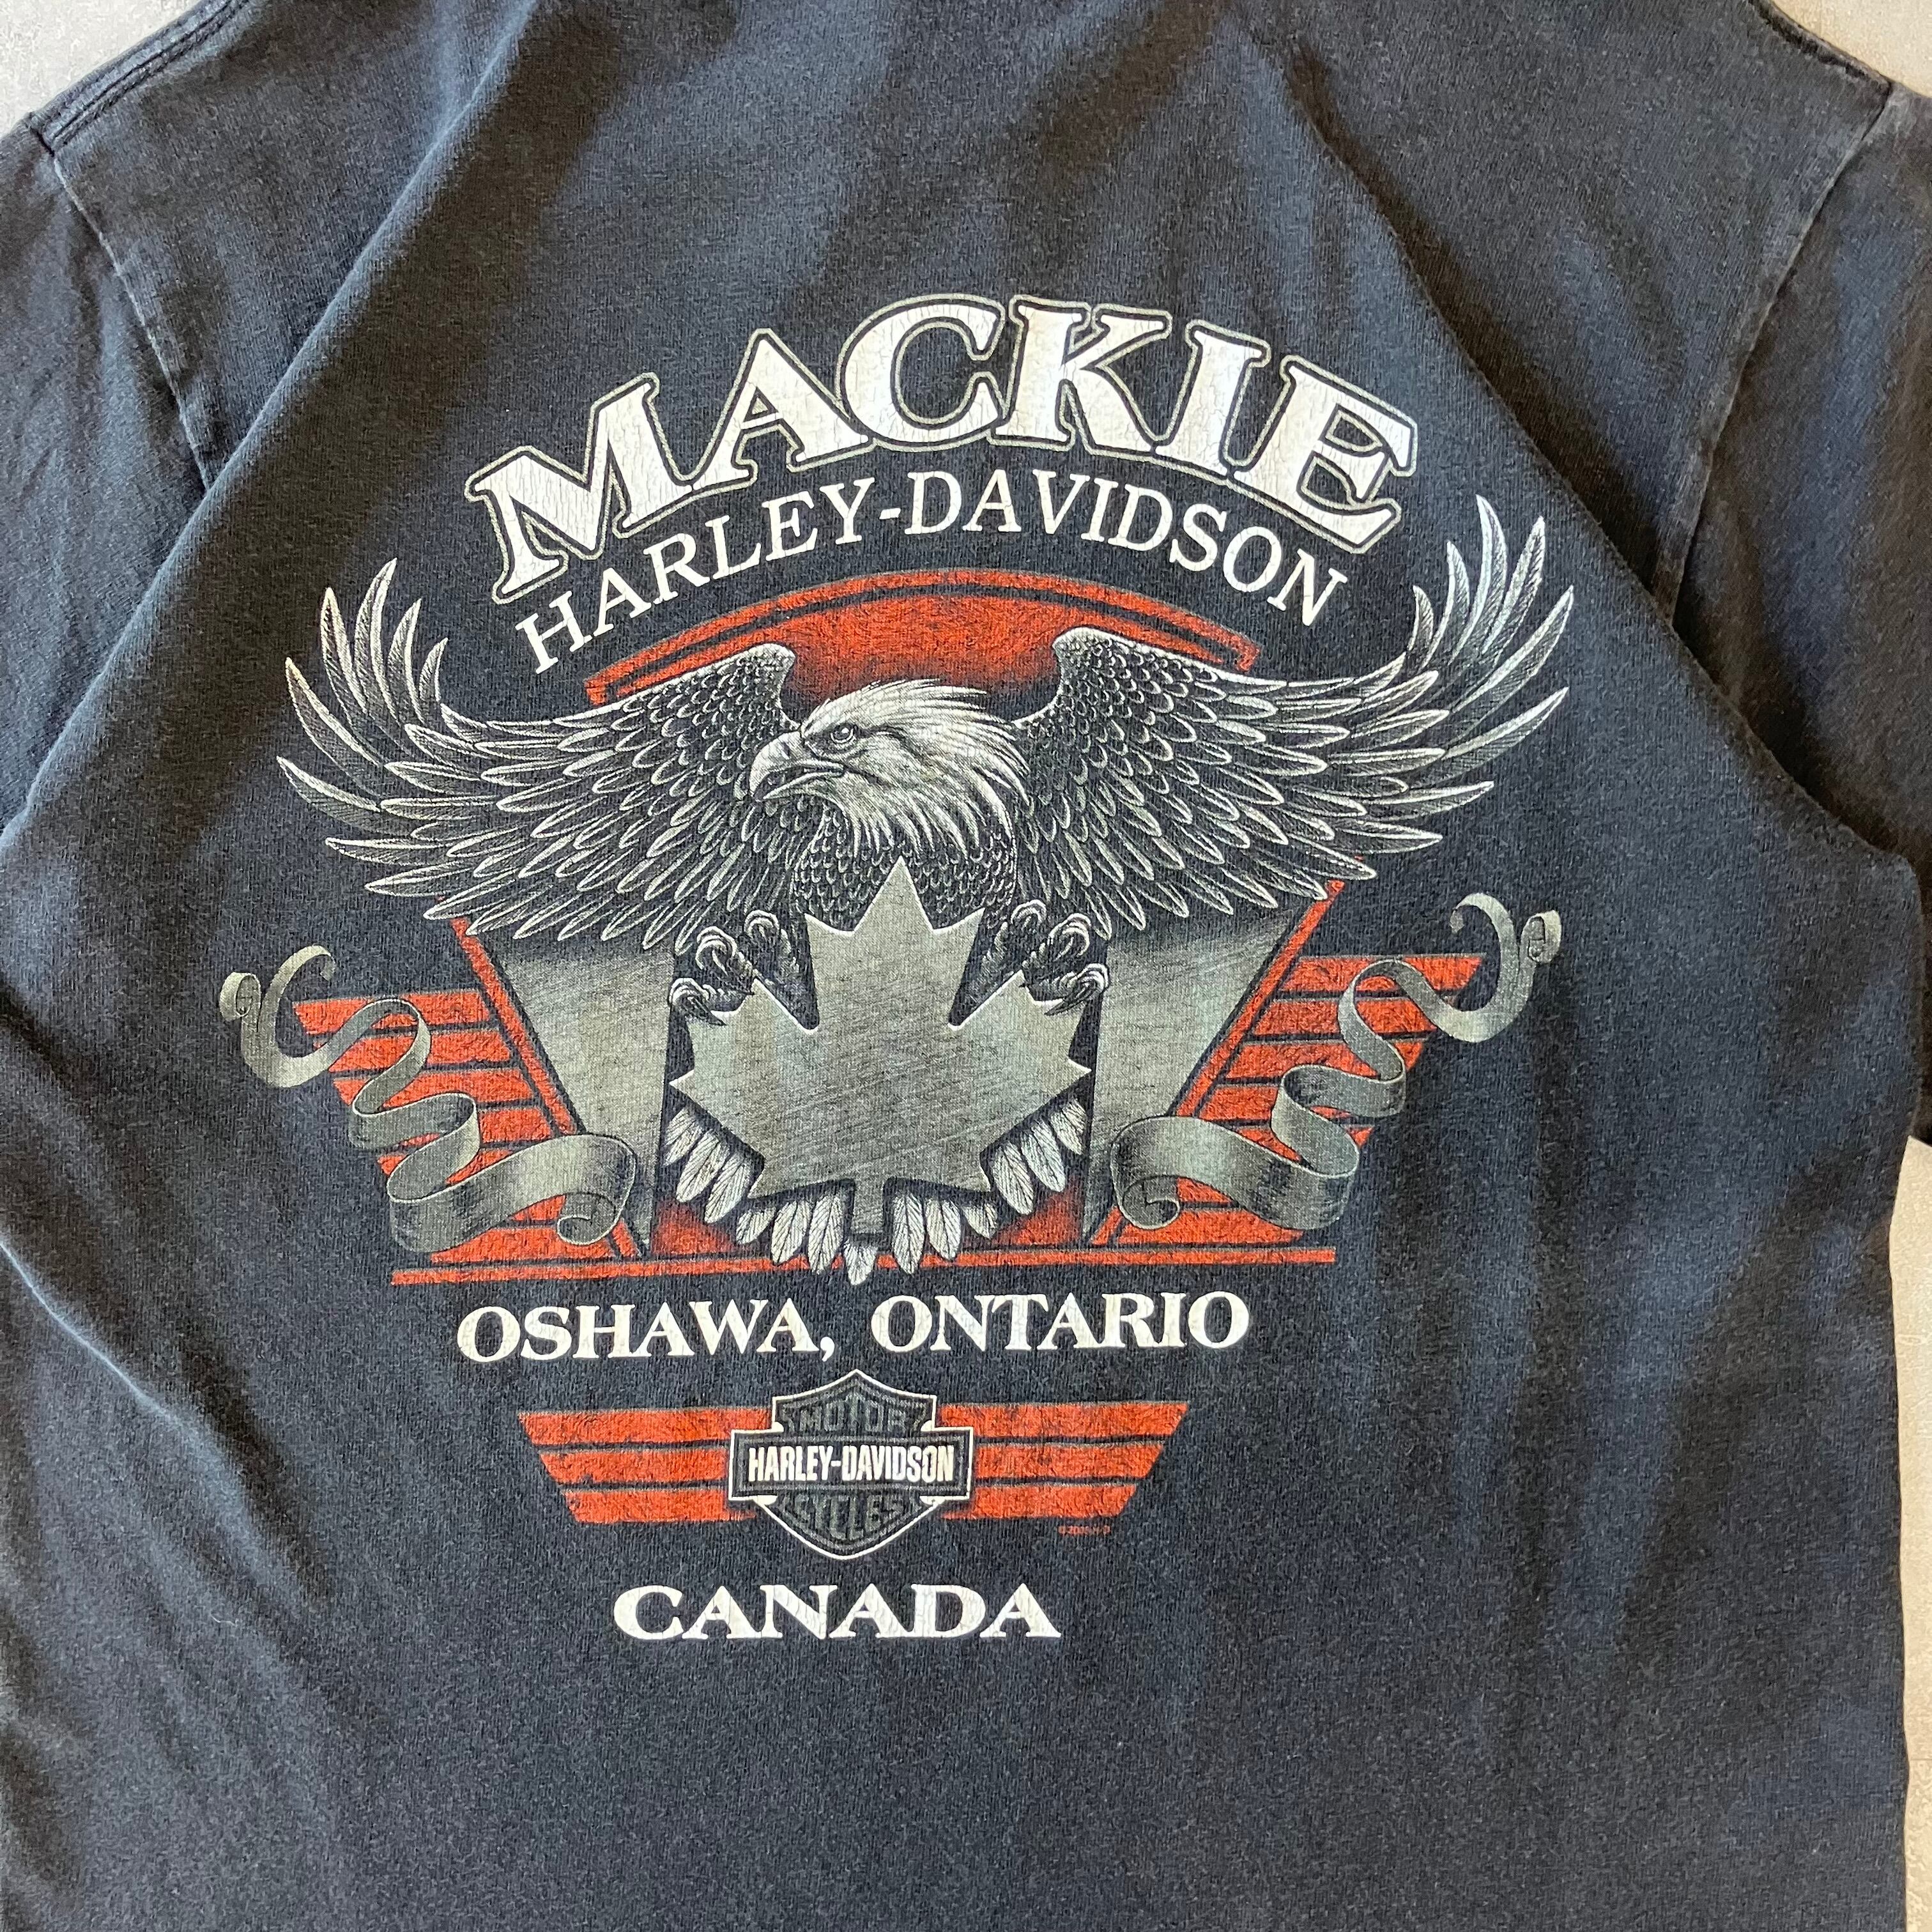 MACKIE
HARLEY-DAVIDSON
OSHAWA, ONTARIO
MOTOR
HARLEY-DAVIDSON
CYCLES
CANADA